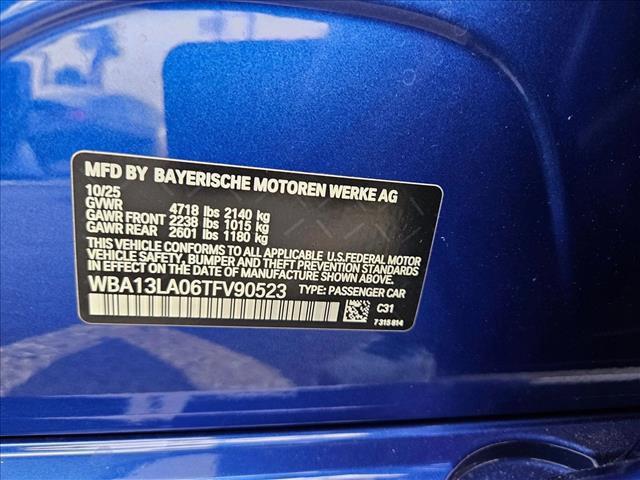 MFD BY BAYERISCHE MOTOREN WERKE AG
10/25
GVWR 4718 lbs 2140 kg
GAWR FRONT 2238 lbs 1015 kg
GAWR REAR 2601 lbs 1180 kg
THIS VEHICLE CONFORMS TO ALL APPLICABLE U.S.FEDERAL MOTOR
VEHICLE SAFETY, BUMPER, AND THEFT PREVENTION STANDARDS
IN EFFECT ON THE DATE OF MANUFACTURE SHOWN ABOVE.
WBA13LA06TFV90523 TYPE: PASSENGER CAR
C31
7315814